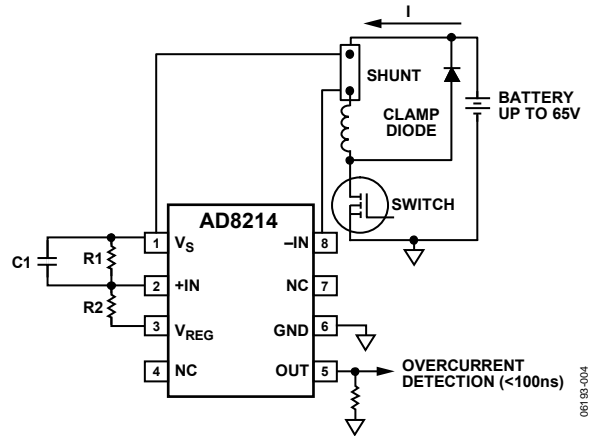 I
SHUNT
CLAMP
DIODE
BATTERY
UP TO 65V
SWITCH
AD8214
1 VS
–IN 8
C1
R1
2 +IN
NC 7
R2
3 VREG
GND 6
4 NC
OUT 5
OVERCURRENT
DETECTION (<100ns)
06193-004